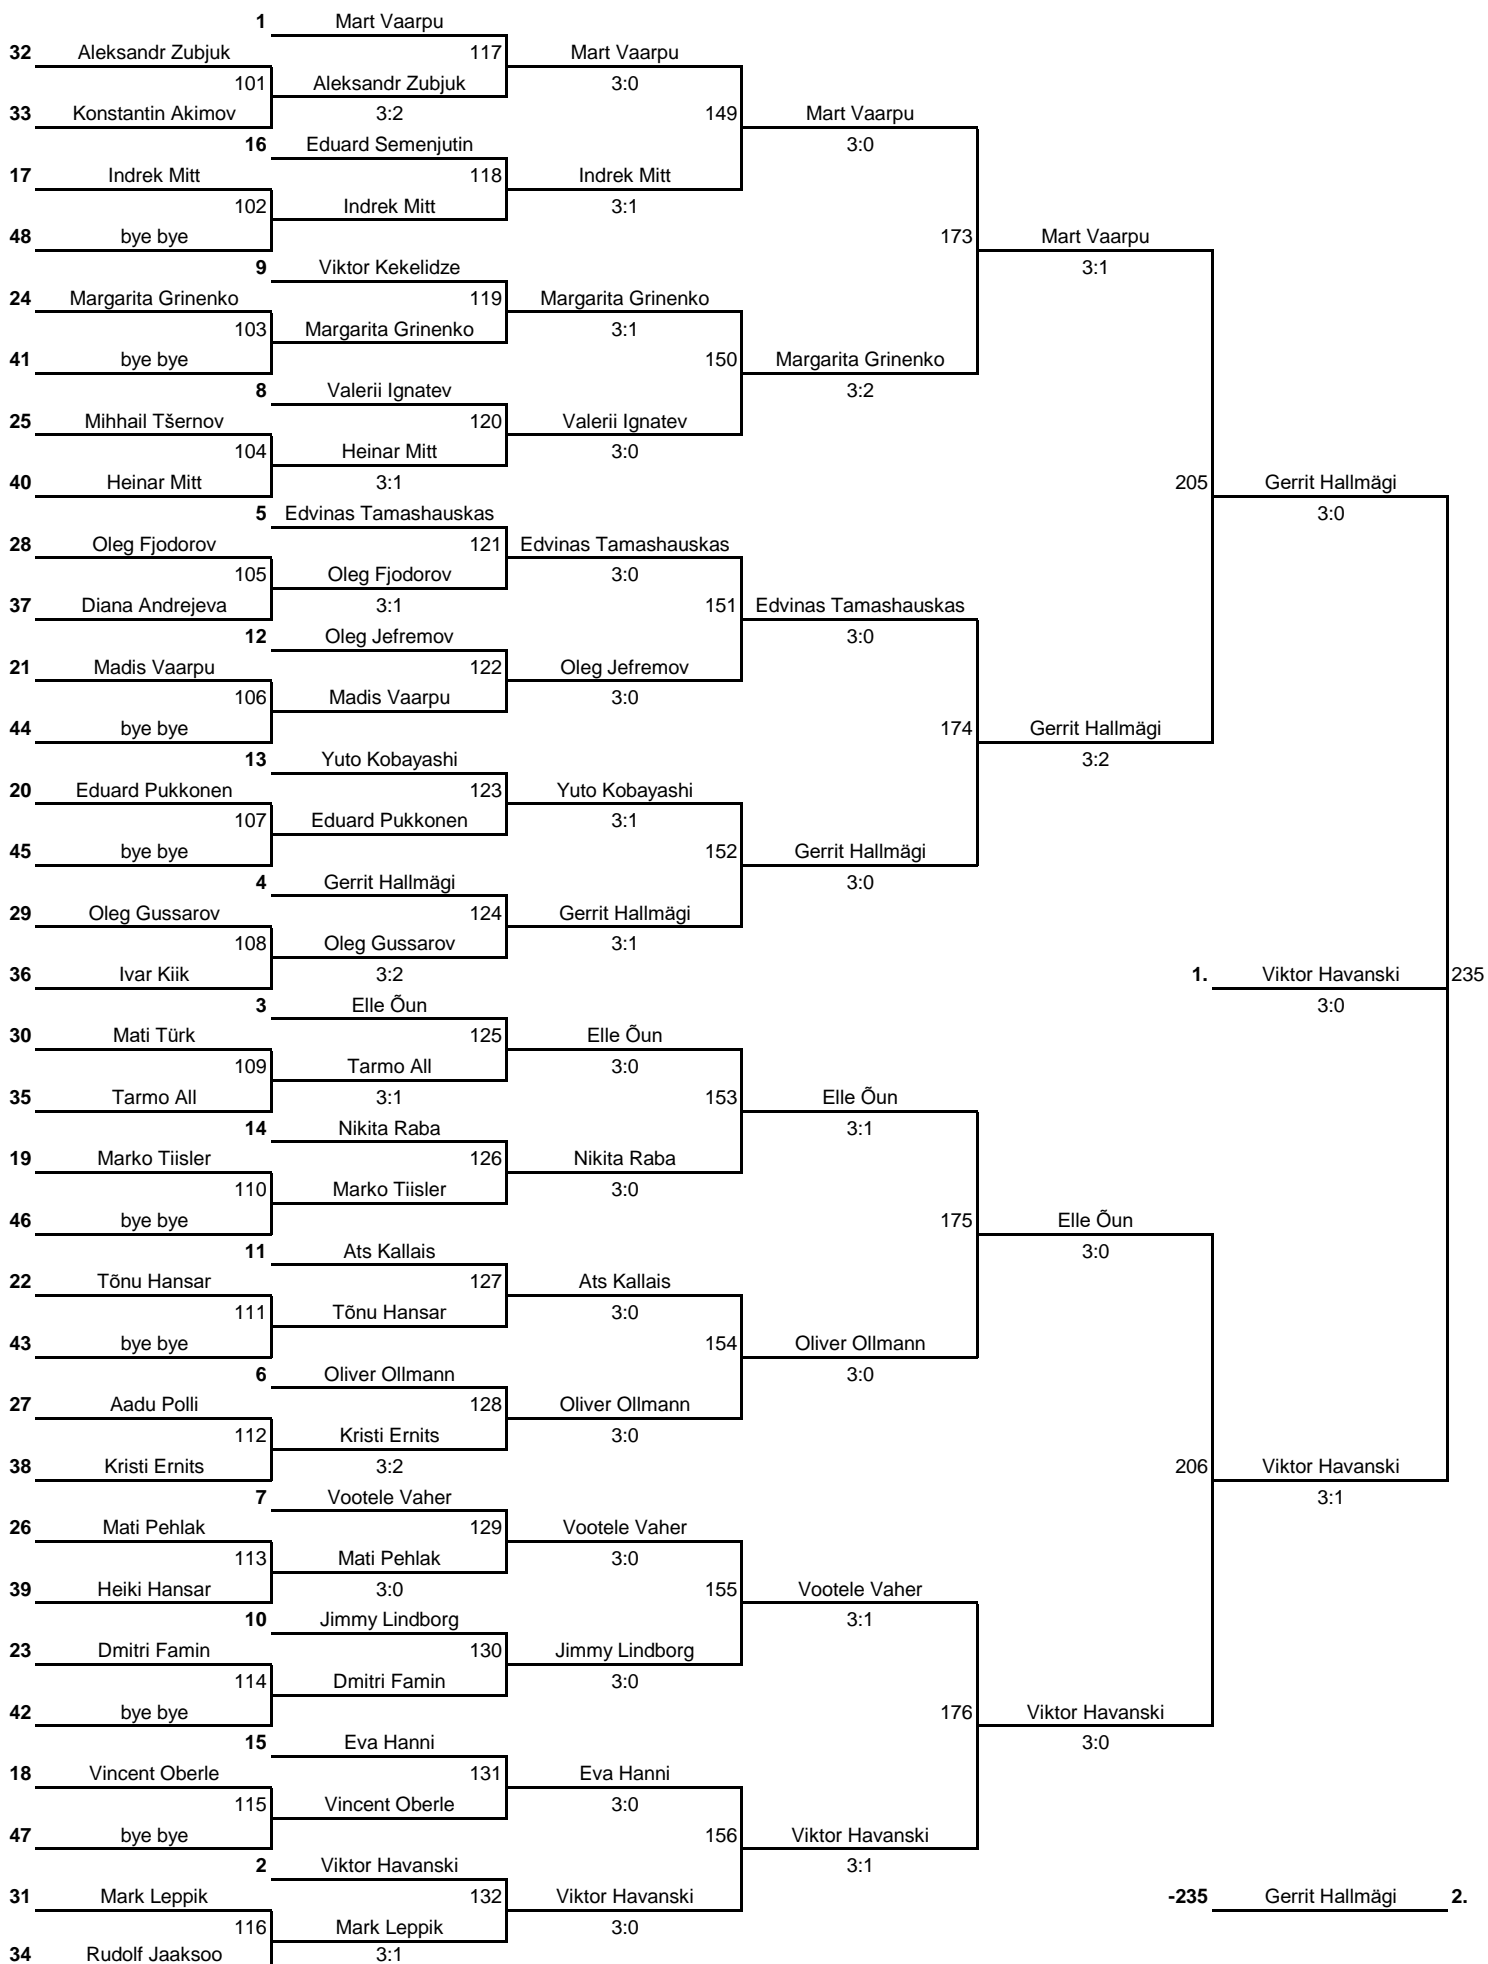 1 Mart Vaarpu
32 Aleksandr Zubjuk 117 Mart Vaarpu
101 Aleksandr Zubjuk 3:0
33 Konstantin Akimov 3:2 149 Mart Vaarpu
16 Eduard Semenjutin 3:0
17 Indrek Mitt 118 Indrek Mitt
102 Indrek Mitt 3:1
48 bye bye 173 Mart Vaarpu
9 Viktor Kekelidze 3:1
24 Margarita Grinenko 119 Margarita Grinenko
103 Margarita Grinenko 3:1
41 bye bye 150 Margarita Grinenko
8 Valerii Ignatev 3:2
25 Mihhail Tšernov 120 Valerii Ignatev
104 Heinar Mitt 3:0
40 Heinar Mitt 3:1 205 Gerrit Hallmägi
5 Edvinas Tamashauskas 3:0
28 Oleg Fjodorov 121 Edvinas Tamashauskas
105 Oleg Fjodorov 3:0
37 Diana Andrejeva 3:1 151 Edvinas Tamashauskas
12 Oleg Jefremov 3:0
21 Madis Vaarpu 122 Oleg Jefremov
106 Madis Vaarpu 3:0
44 bye bye 174 Gerrit Hallmägi
13 Yuto Kobayashi 3:2
20 Eduard Pukkonen 123 Yuto Kobayashi
107 Eduard Pukkonen 3:1
45 bye bye 152 Gerrit Hallmägi
4 Gerrit Hallmägi 3:0
29 Oleg Gussarov 124 Gerrit Hallmägi
108 Oleg Gussarov 3:1
36 Ivar Kiik 3:2 1. Viktor Havanski 235
3 Elle Õun 3:0
30 Mati Türk 125 Elle Õun
109 Tarmo All 3:0
35 Tarmo All 3:1 153 Elle Õun
14 Nikita Raba 3:1
19 Marko Tiisler 126 Nikita Raba
110 Marko Tiisler 3:0
46 bye bye 175 Elle Õun
11 Ats Kallais 3:0
22 Tõnu Hansar 127 Ats Kallais
111 Tõnu Hansar 3:0
43 bye bye 154 Oliver Ollmann
6 Oliver Ollmann 3:0
27 Aadu Polli 128 Oliver Ollmann
112 Kristi Ernits 3:0
38 Kristi Ernits 3:2 206 Viktor Havanski
7 Vootele Vaher 3:1
26 Mati Pehlak 129 Vootele Vaher
113 Mati Pehlak 3:0
39 Heiki Hansar 3:0 155 Vootele Vaher
10 Jimmy Lindborg 3:1
23 Dmitri Famin 130 Jimmy Lindborg
114 Dmitri Famin 3:0
42 bye bye 176 Viktor Havanski
15 Eva Hanni 3:0
18 Vincent Oberle 131 Eva Hanni
115 Vincent Oberle 3:0
47 bye bye 156 Viktor Havanski
2 Viktor Havanski 3:1
31 Mark Leppik 132 Viktor Havanski -235 Gerrit Hallmägi 2.
116 Mark Leppik 3:0
34 Rudolf Jaaksoo 3:1